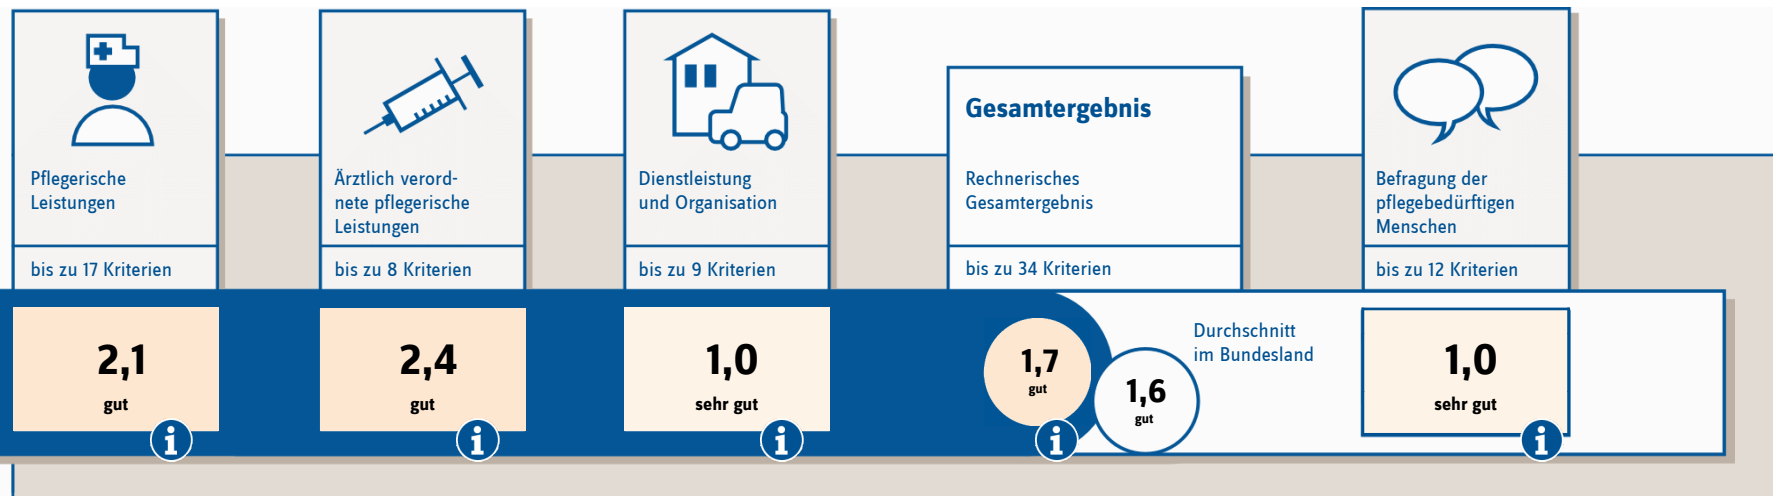 Pflegerische
Leistungen
bis zu 17 Kriterien
2,1
gut
Ärztlich verord-
nete pflegerische
Leistungen
bis zu 8 Kriterien
2,4
gut
Dienstleistung
und Organisation
bis zu 9 Kriterien
1,0
sehr gut
Gesamtergebnis
Rechnerisches
Gesamtergebnis
bis zu 34 Kriterien
1,7
gut
1,6
gut
Durchschnitt
im Bundesland
Befragung der
pflegebedürftigen
Menschen
bis zu 12 Kriterien
1,0
sehr gut
i
i
i
i
i